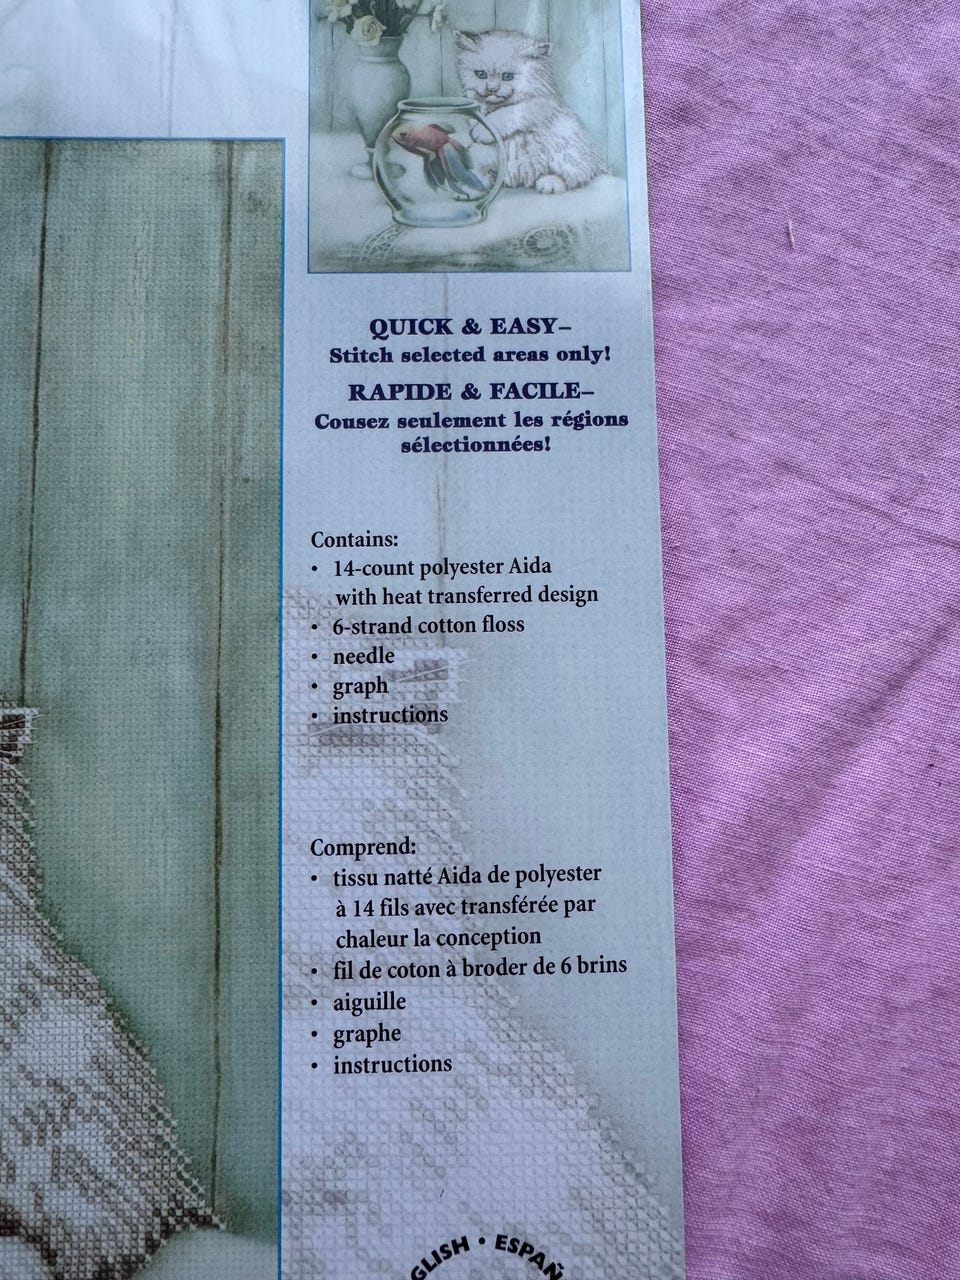 QUICK & EASY–
Stitch selected areas only!
RAPIDE & FACILE–
Cousez seulement les régions
sélectionnées!
Contains:
• 14-count polyester Aida
with heat transferred design
• 6-strand cotton floss
• needle
• graph
• instructions
Comprend:
• tissu natté Aida de polyester
à 14 fils avec transférée par
chaleur la conception
• fil de coton à broder de 6 brins
• aiguille
• graphe
• instructions
GLISH • ESPAÑ